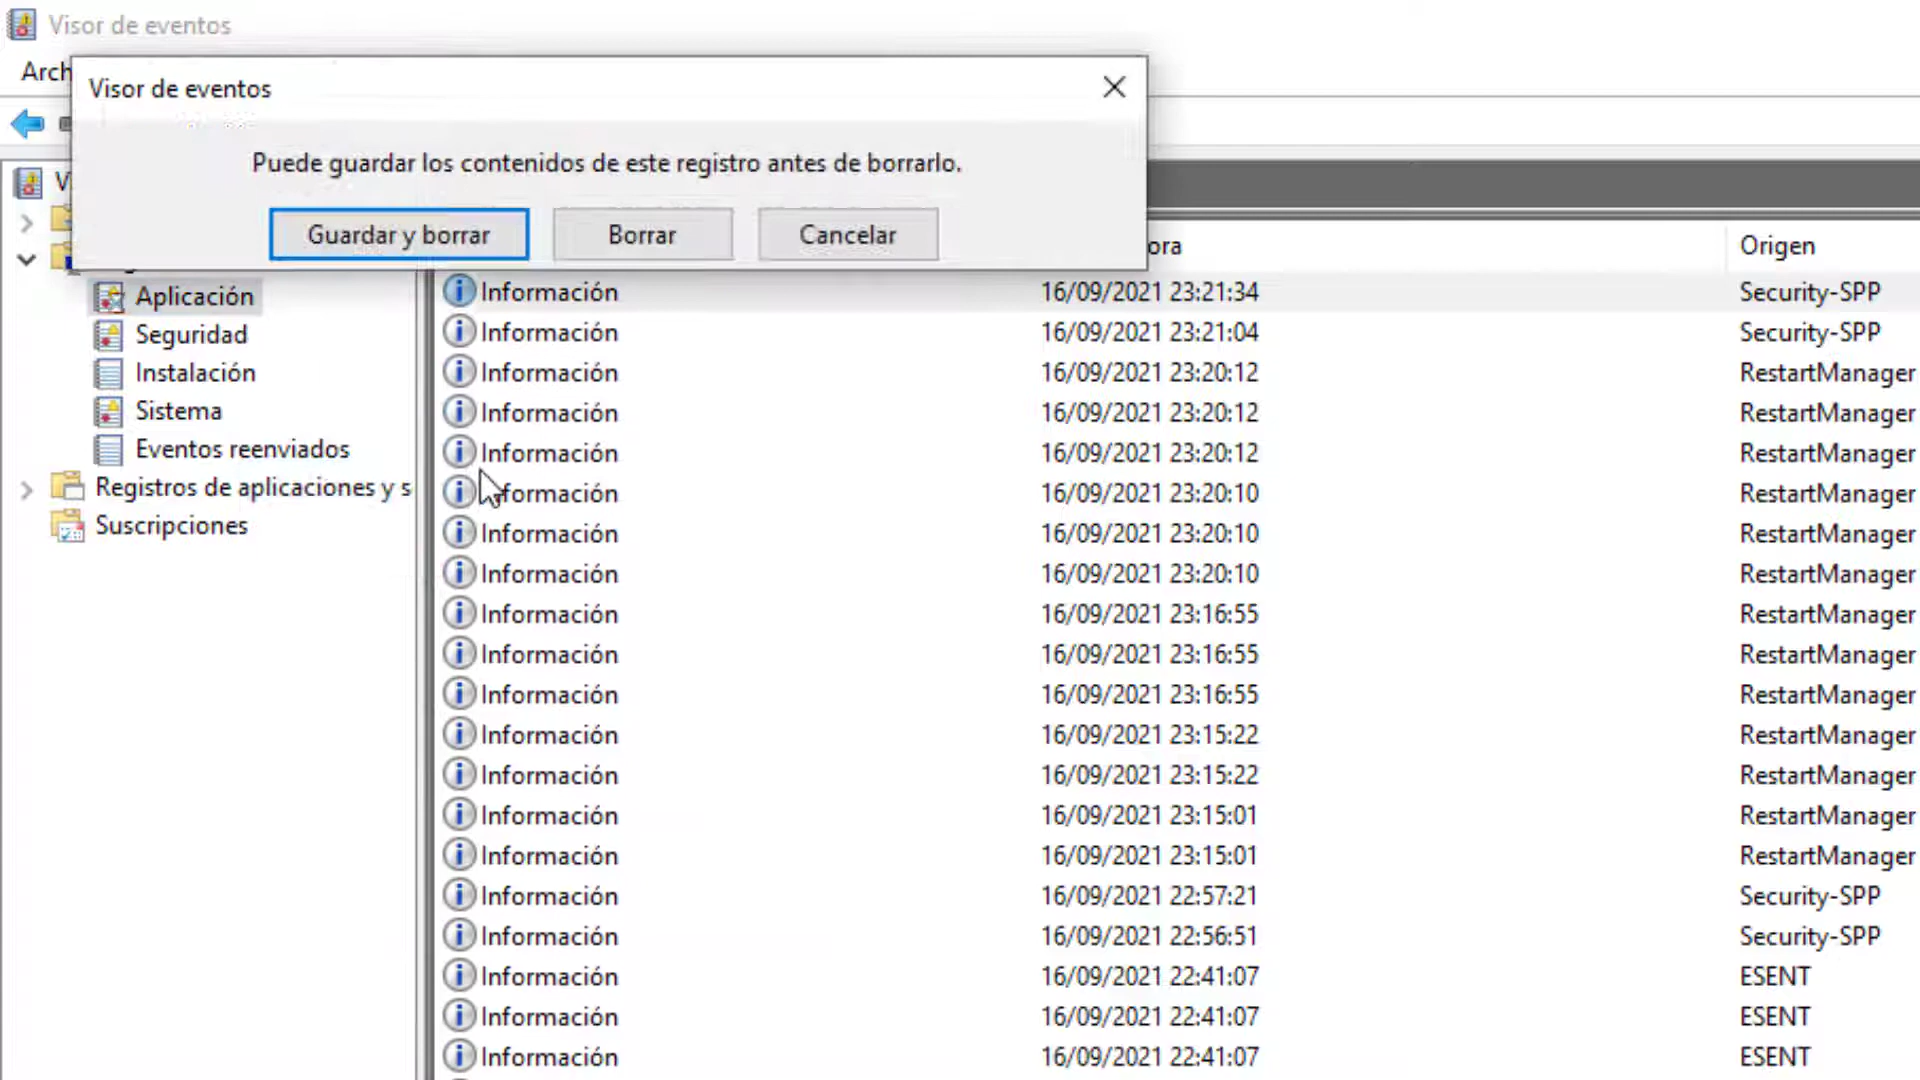 Visor de eventos
Arch
Visor de eventos
Puede guardar los contenidos de este registro antes de borrarlo.
Guardar y borrar
Borrar
Cancelar
V
Aplicación
Seguridad
Instalación
Sistema
Eventos reenviados
Registros de aplicaciones y s
Suscripciones
ora Origen
Información 16/09/2021 23:21:34 Security-SPP
Información 16/09/2021 23:21:04 Security-SPP
Información 16/09/2021 23:20:12 RestartManager
Información 16/09/2021 23:20:12 RestartManager
Información 16/09/2021 23:20:12 RestartManager
formación 16/09/2021 23:20:10 RestartManager
Información 16/09/2021 23:20:10 RestartManager
Información 16/09/2021 23:20:10 RestartManager
Información 16/09/2021 23:16:55 RestartManager
Información 16/09/2021 23:16:55 RestartManager
Información 16/09/2021 23:16:55 RestartManager
Información 16/09/2021 23:15:22 RestartManager
Información 16/09/2021 23:15:22 RestartManager
Información 16/09/2021 23:15:01 RestartManager
Información 16/09/2021 23:15:01 RestartManager
Información 16/09/2021 22:57:21 Security-SPP
Información 16/09/2021 22:56:51 Security-SPP
Información 16/09/2021 22:41:07 ESENT
Información 16/09/2021 22:41:07 ESENT
Información 16/09/2021 22:41:07 ESENT